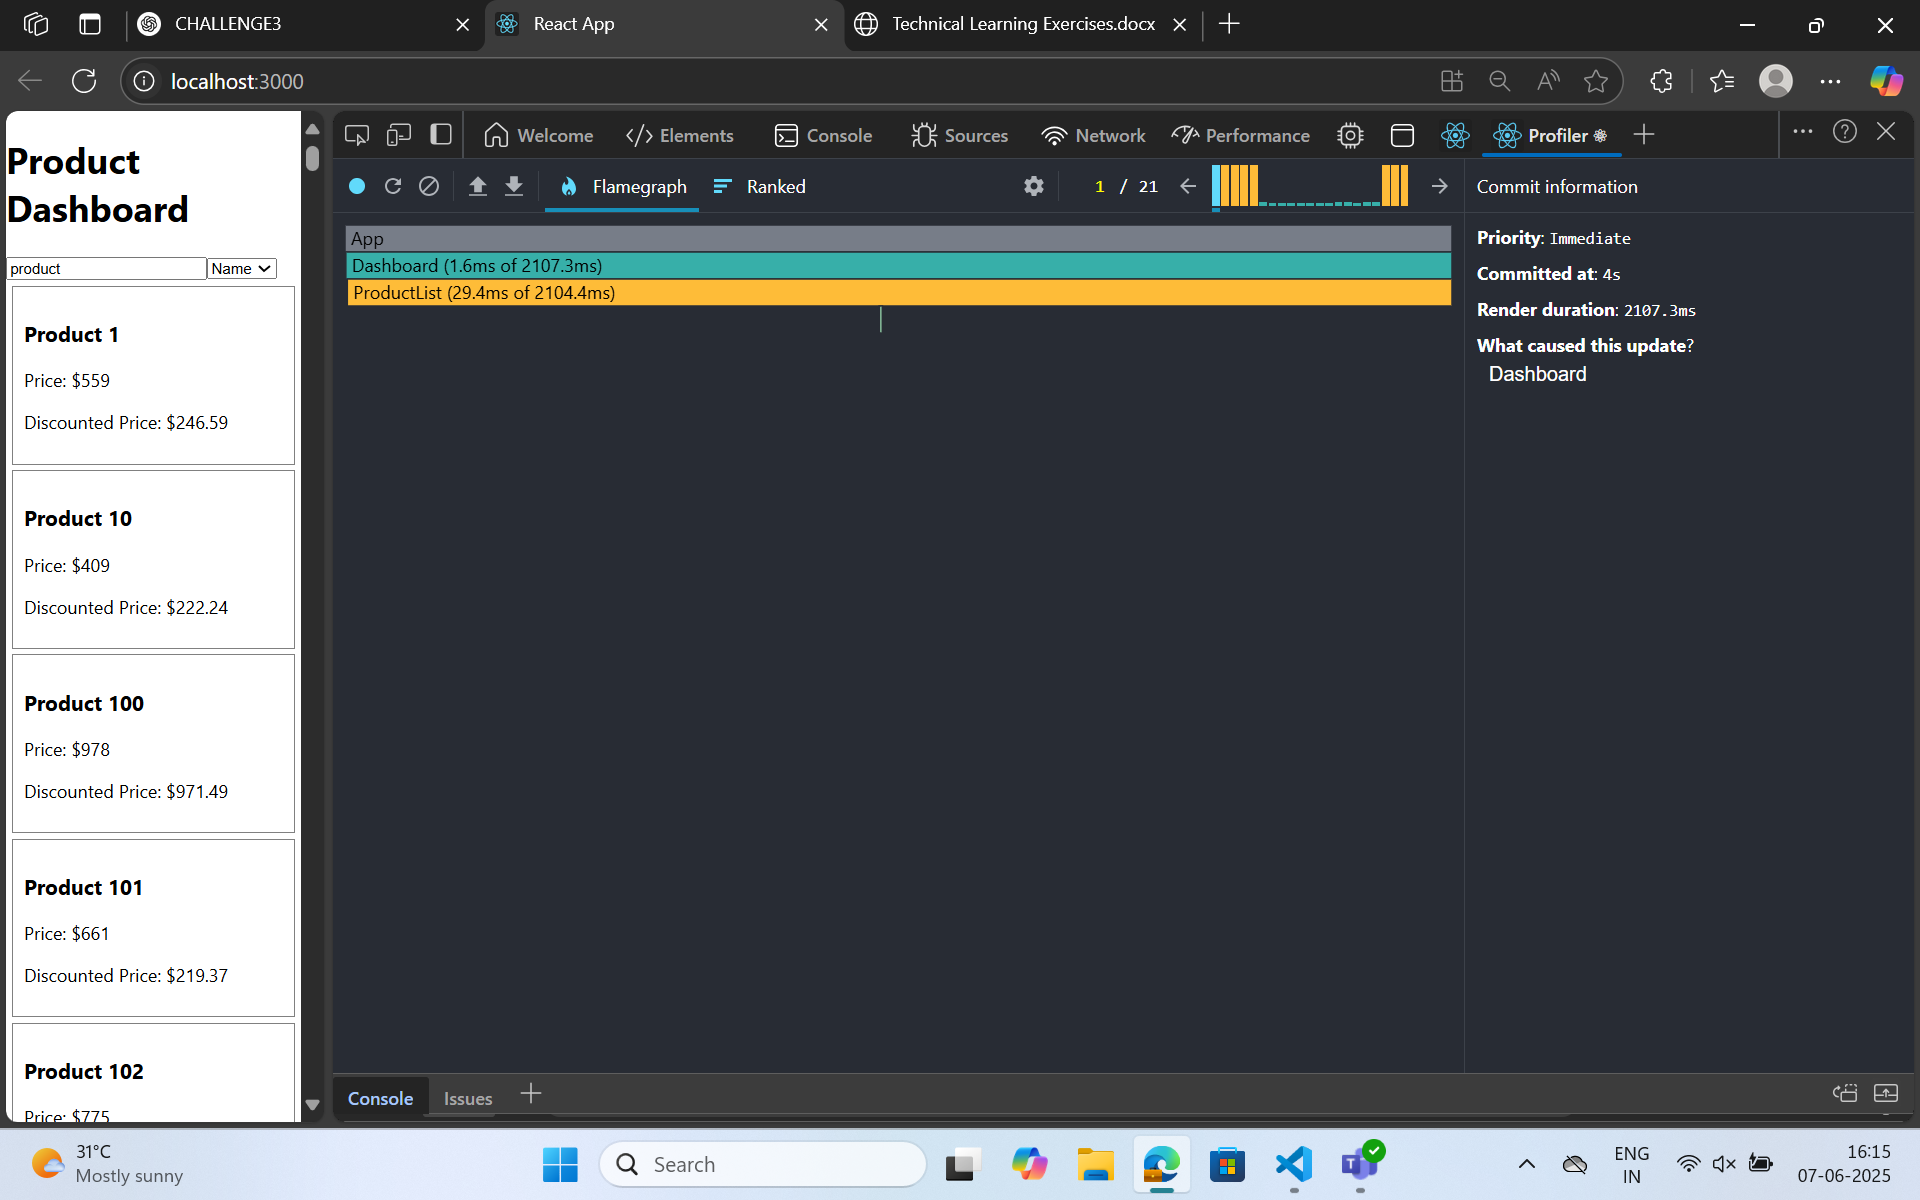 CHALLENGE3
React App
Technical Learning Exercises.docx
localhost:3000
Product
Dashboard
product
Name
Product 1
Price: $559
Discounted Price: $246.59
Product 10
Price: $409
Discounted Price: $222.24
Product 100
Price: $978
Discounted Price: $971.49
Product 101
Price: $661
Discounted Price: $219.37
Product 102
Price: $775
Welcome
Elements
Console
Sources
Network
Performance
Profiler
Flamegraph
Ranked
1 / 21
App
Dashboard (1.6ms of 2107.3ms)
ProductList (29.4ms of 2104.4ms)
Commit information
Priority: Immediate
Committed at: 4s
Render duration: 2107.3ms
What caused this update?
Dashboard
Console
Issues
31°C
Mostly sunny
Search
ENG
IN
16:15
07-06-2025